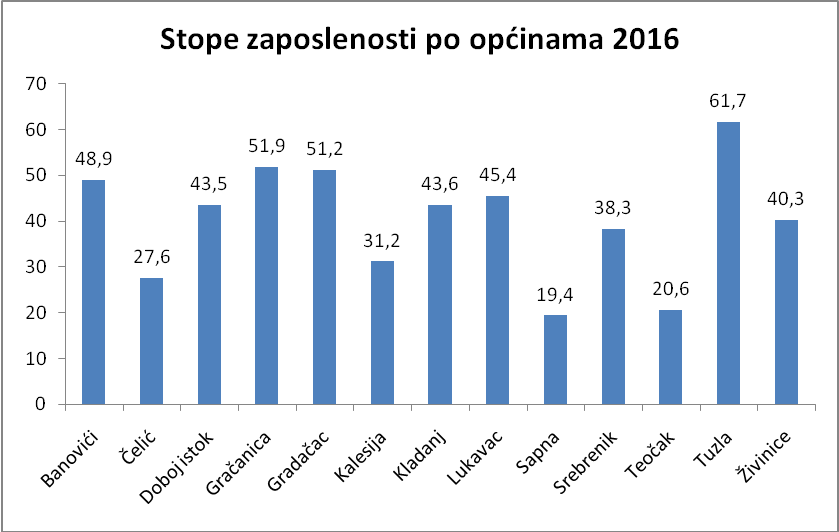 Stope zaposlenosti po općinama 2016
70
60
50
40
30
20
10
0
48,9
27,6
43,5
51,9
51,2
31,2
43,6
45,4
19,4
38,3
20,6
61,7
40,3
Banovići
Čelić
Doboj istok
Gračanica
Gradačac
Kalesija
Kladanj
Lukavac
Sapna
Srebrenik
Teočak
Tuzla
Živinice